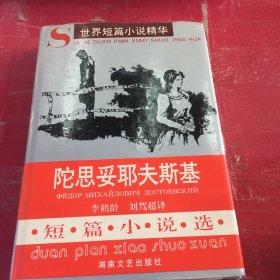 世界短篇小说精华
SHI JIE DUAN PIAN XIAO SHUO JING HUA
陀思妥耶夫斯基
ФЁДОР МИХАЙЛОВИЧ ДОСТОЕВСКИЙ
李鹤龄 刘骂超译
·短·篇·小·说·选·
duan pian xiao shuo xuan
湖南文艺出版社